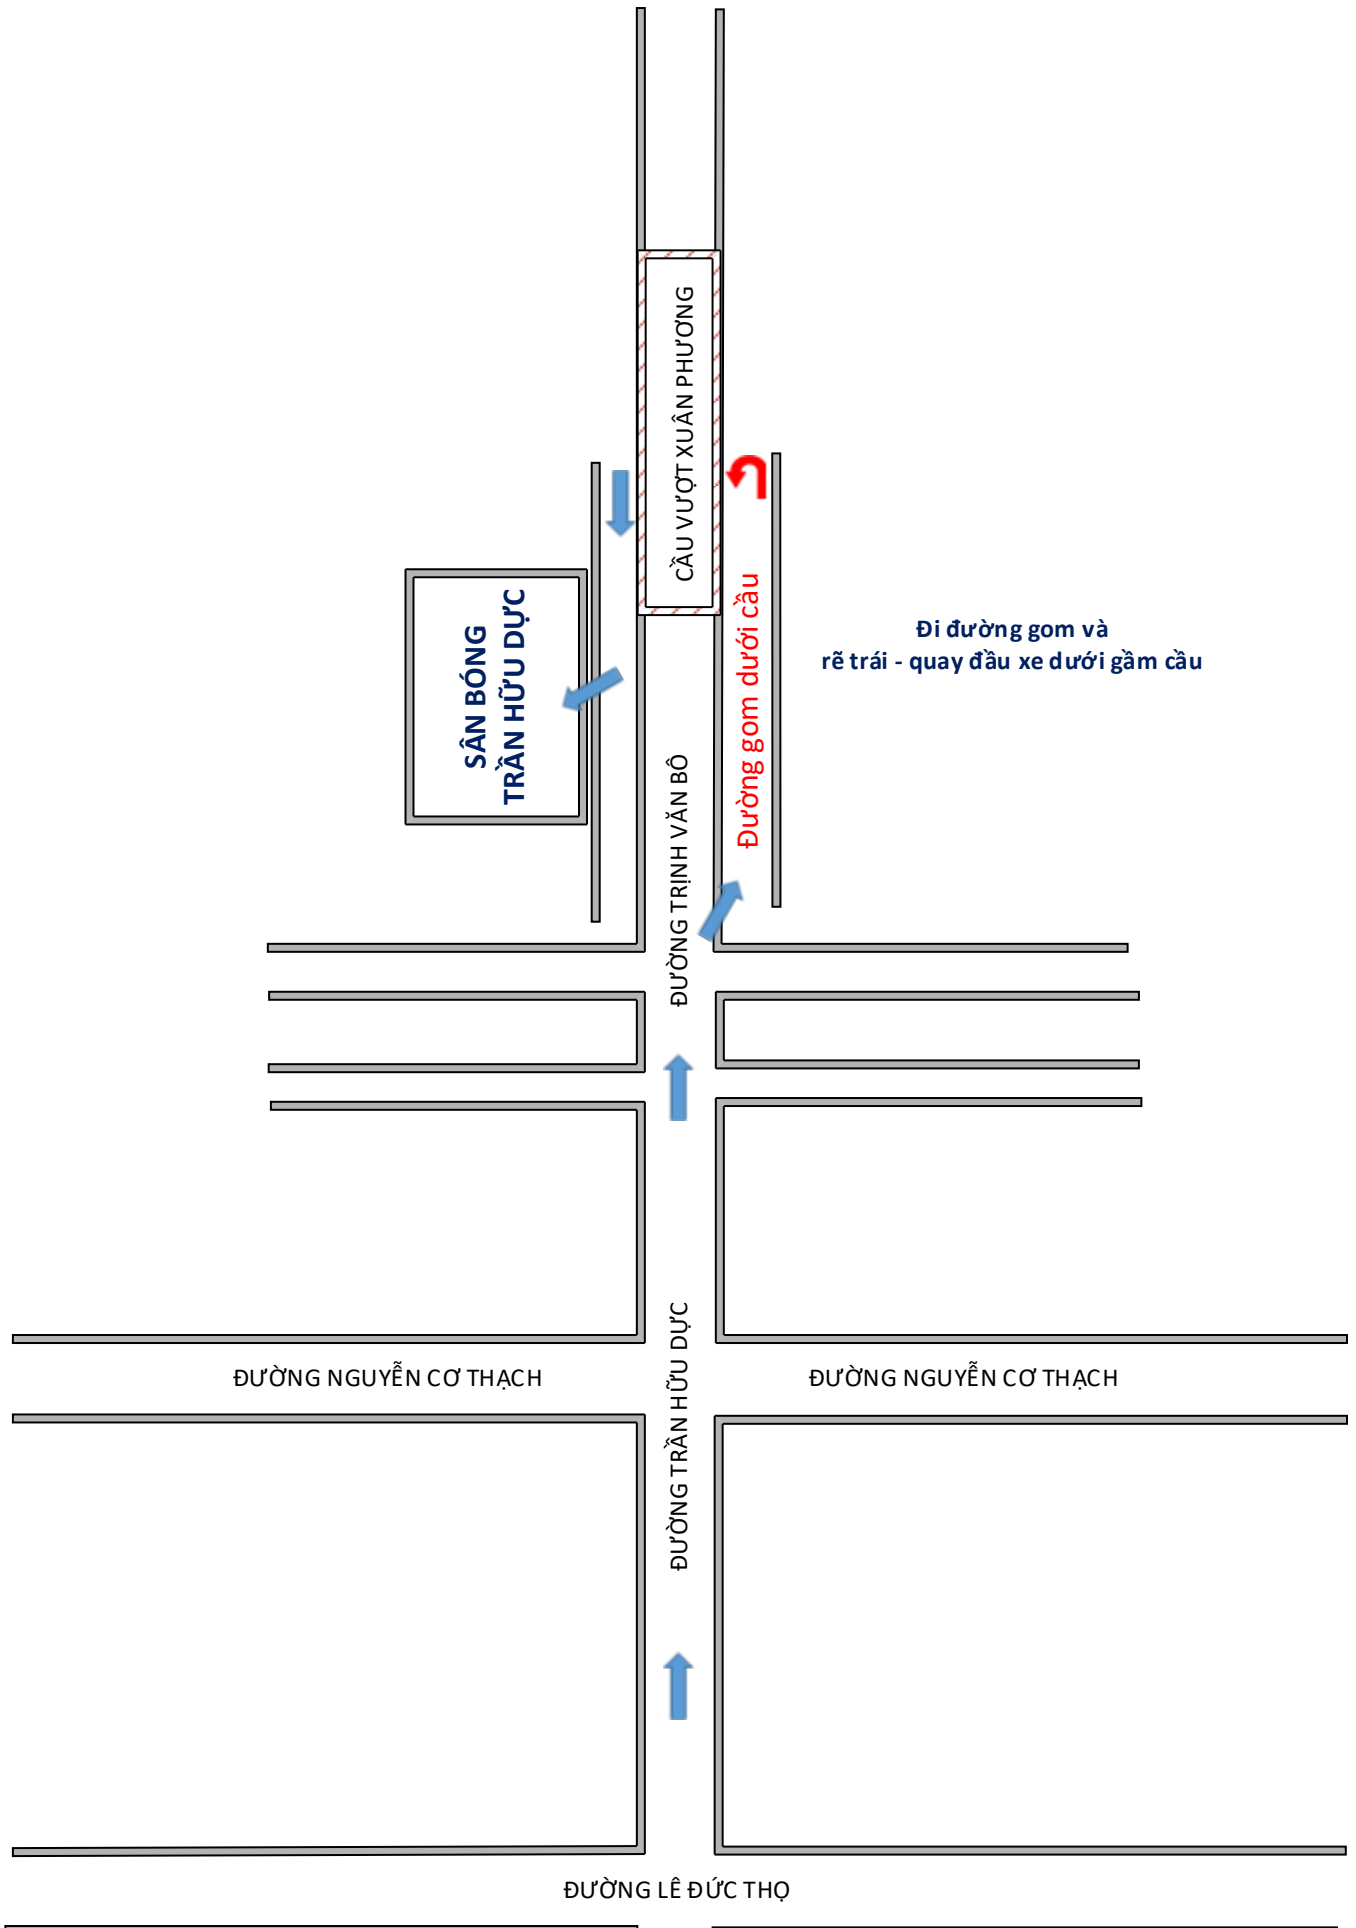 CẦU VƯỢT XUÂN PHƯƠNG
SÂN BÓNG
TRẦN HỮU DỰC
Đường gom dưới cầu
Đi đường gom và
rẽ trái - quay đầu xe dưới gầm cầu
ĐƯỜNG TRỊNH VĂN BÔ
ĐƯỜNG TRẦN HỮU DỰC
ĐƯỜNG NGUYỄN CƠ THẠCH
ĐƯỜNG NGUYỄN CƠ THẠCH
ĐƯỜNG LÊ ĐỨC THỌ